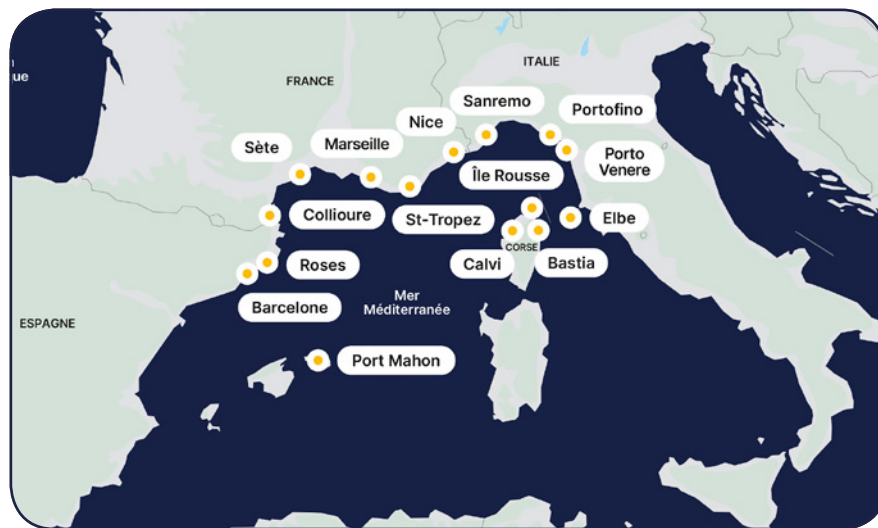 que
ITALIE
FRANCE
Sanremo
Portofino
Nice
Sète
Marseille
Porto
Venere
Île Rousse
Collioure
St-Tropez
Elbe
CORSE
Roses
Calvi
Bastia
Mer
Méditerranée
Barcelone
ESPAGNE
Port Mahon